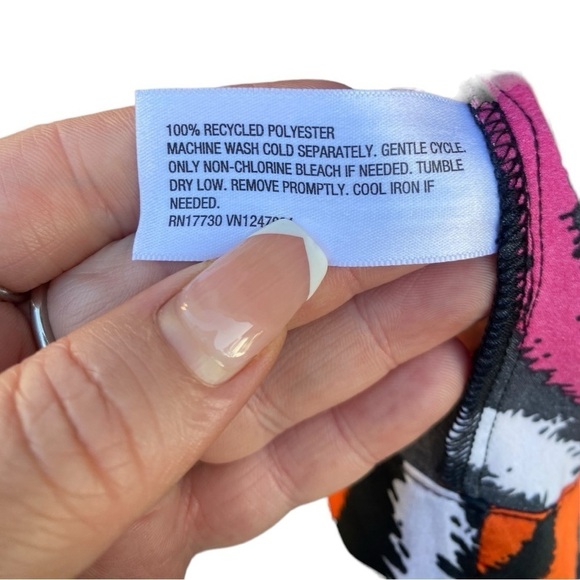 100% RECYCLED POLYESTER
MACHINE WASH COLD SEPARATELY. GENTLE CYCLE.
ONLY NON-CHLORINE BLEACH IF NEEDED. TUMBLE
DRY LOW. REMOVE PROMPTLY. COOL IRON IF
NEEDED.
RN17730